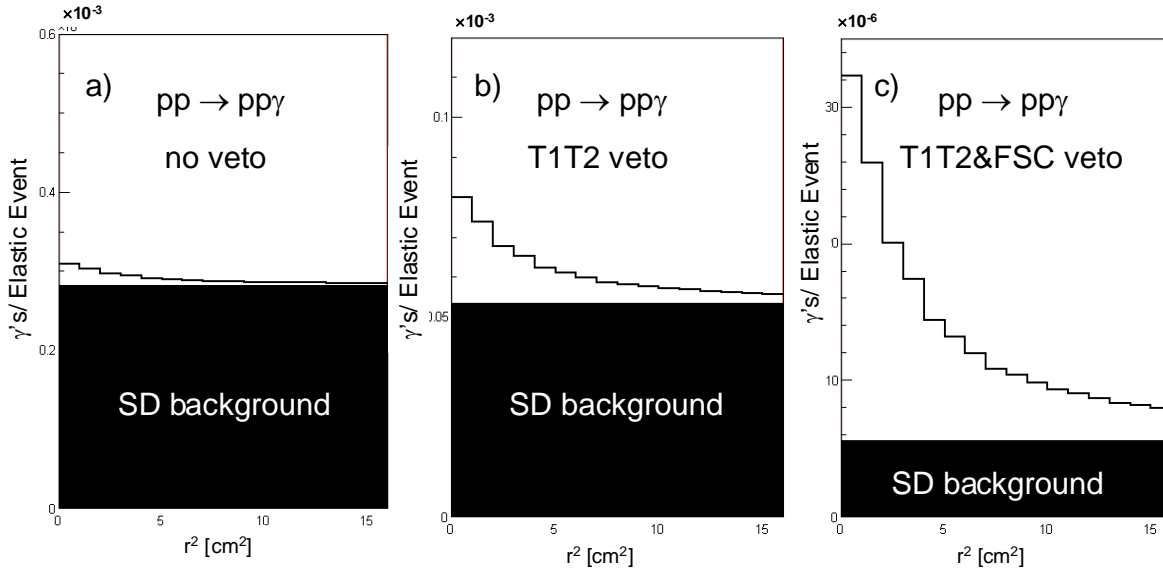 ×10⁻³
0.6
a)
pp → ppγ
no veto
0.4
0.2
0
γ's/ Elastic Event
SD background
0 5 10 15
r² [cm²]
×10⁻³
b)
0.1
pp → ppγ
T1T2 veto
0.05
0
γ's/ Elastic Event
SD background
0 5 10 15
r² [cm²]
×10⁻⁶
c)
30
pp → ppγ
T1T2&FSC veto
10
γ's/ Elastic Event
SD background
0
0 5 10 15
r² [cm²]